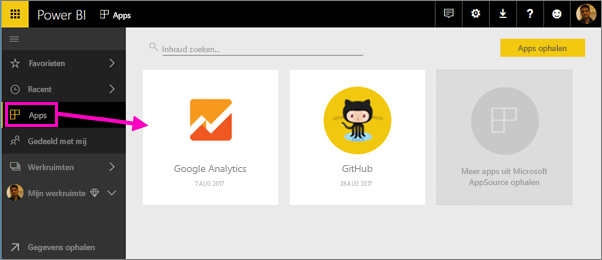 Power BI Apps
Favorieten
Recent
Apps
Gedeeld met mij
Werkruimten
Mijn werkruimte
Gegevens ophalen
Inhoud zoeken...
Apps ophalen
Google Analytics
7 AUG 2017
GitHub
28 AUG 2017
Meer apps uit Microsoft
AppSource ophalen